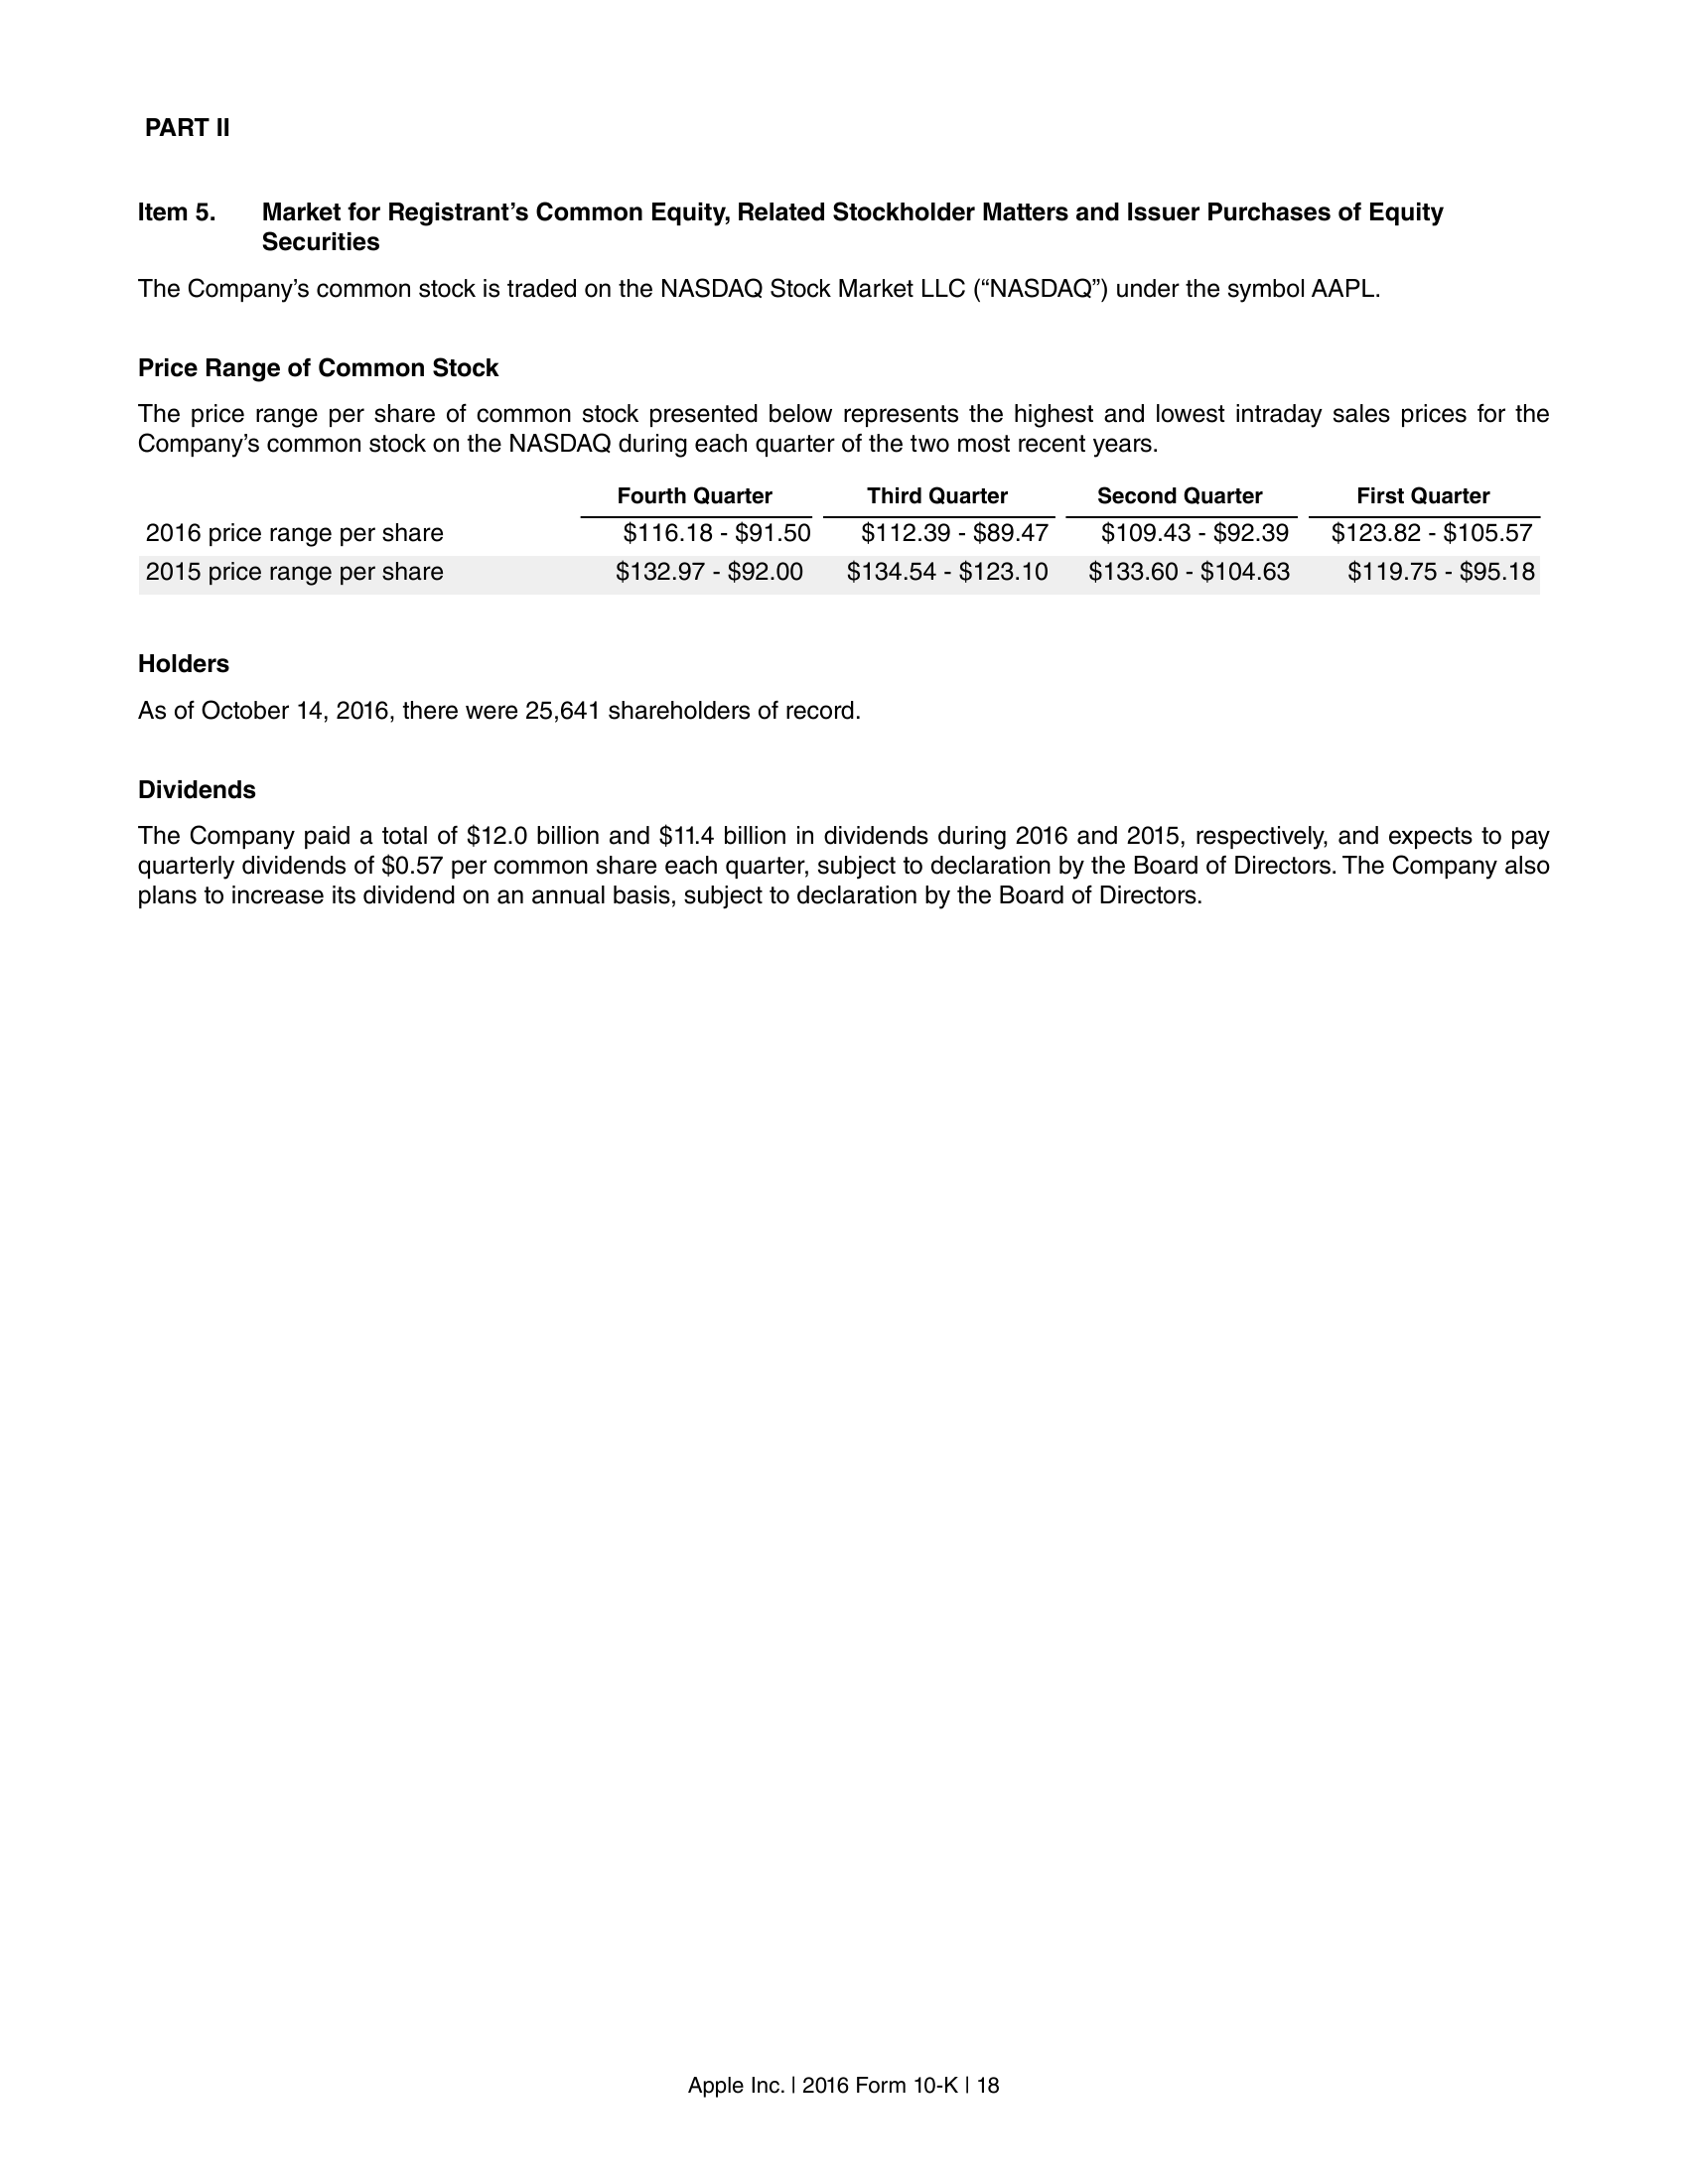 PART II
Item 5. Market for Registrant’s Common Equity, Related Stockholder Matters and Issuer Purchases of Equity
Securities
The Company’s common stock is traded on the NASDAQ Stock Market LLC (“NASDAQ”) under the symbol AAPL.
Price Range of Common Stock
The price range per share of common stock presented below represents the highest and lowest intraday sales prices for the
Company’s common stock on the NASDAQ during each quarter of the two most recent years.
Fourth Quarter Third Quarter Second Quarter First Quarter
2016 price range per share $116.18 - $91.50 $112.39 - $89.47 $109.43 - $92.39 $123.82 - $105.57
2015 price range per share $132.97 - $92.00 $134.54 - $123.10 $133.60 - $104.63 $119.75 - $95.18
Holders
As of October 14, 2016, there were 25,641 shareholders of record.
Dividends
The Company paid a total of $12.0 billion and $11.4 billion in dividends during 2016 and 2015, respectively, and expects to pay
quarterly dividends of $0.57 per common share each quarter, subject to declaration by the Board of Directors. The Company also
plans to increase its dividend on an annual basis, subject to declaration by the Board of Directors.
Apple Inc. | 2016 Form 10-K | 18